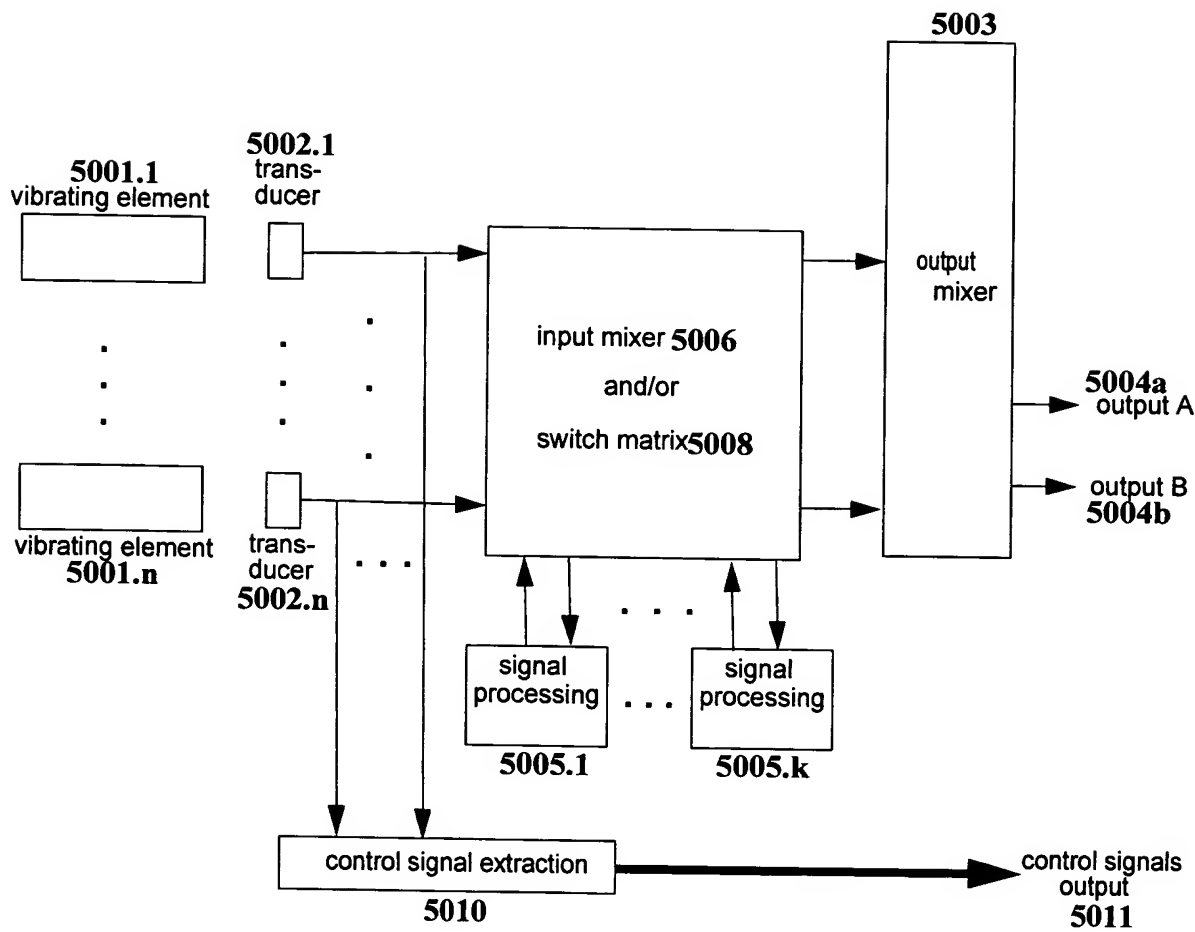 5003
5002.1
trans-
ducer
5001.1
vibrating element
output
mixer
input mixer 5006
and/or
switch matrix 5008
5004a
output A
output B
5004b
vibrating element
5001.n
trans-
ducer
5002.n
signal
processing
5005.1
signal
processing
5005.k
control signal extraction
5010
control signals
output
5011